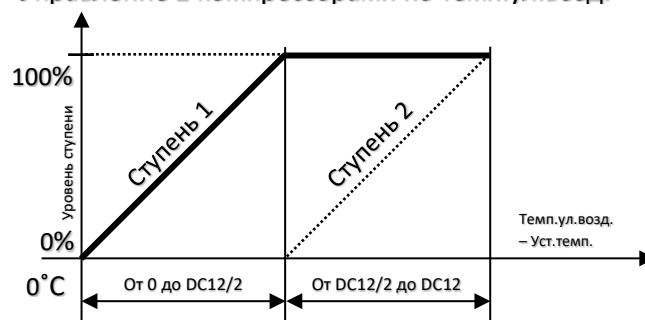 100%
Уровень ступени
Ступень 1
Ступень 2
0%
Темп.ул.возд.
– Уст.темп.
0˚C
От 0 до DC12/2
От DC12/2 до DC12